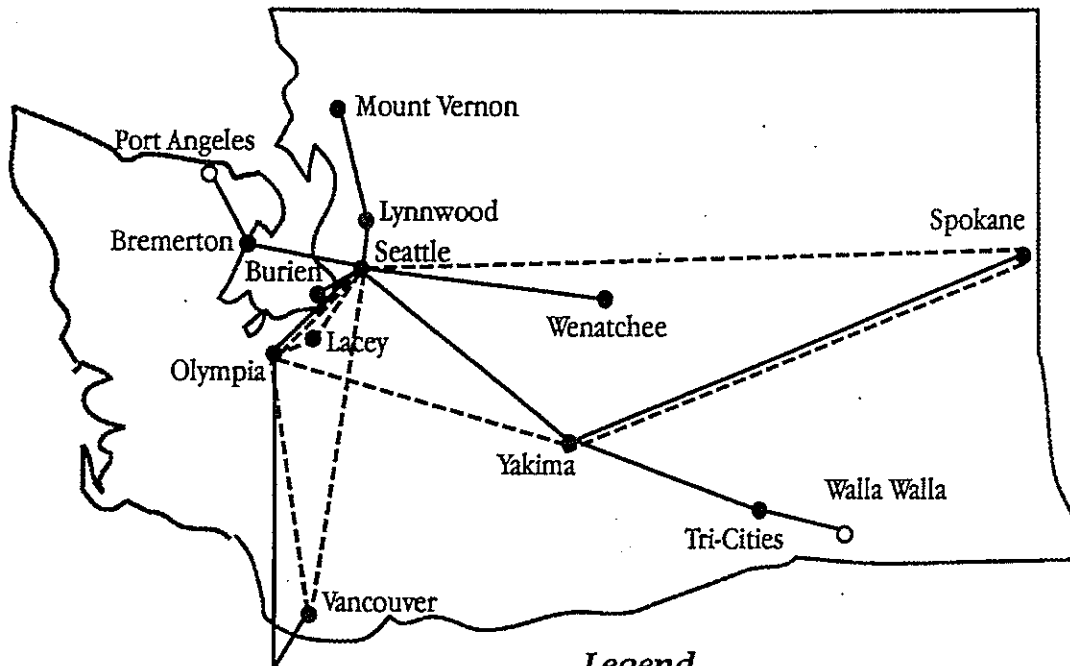 Mount Vernon
Port Angeles
Lynnwood
Spokane
Bremerton
Seattle
Burien
Wenatchee
Lacey
Olympia
Yakima
Walla Walla
Tri-Cities
Vancouver
Legend